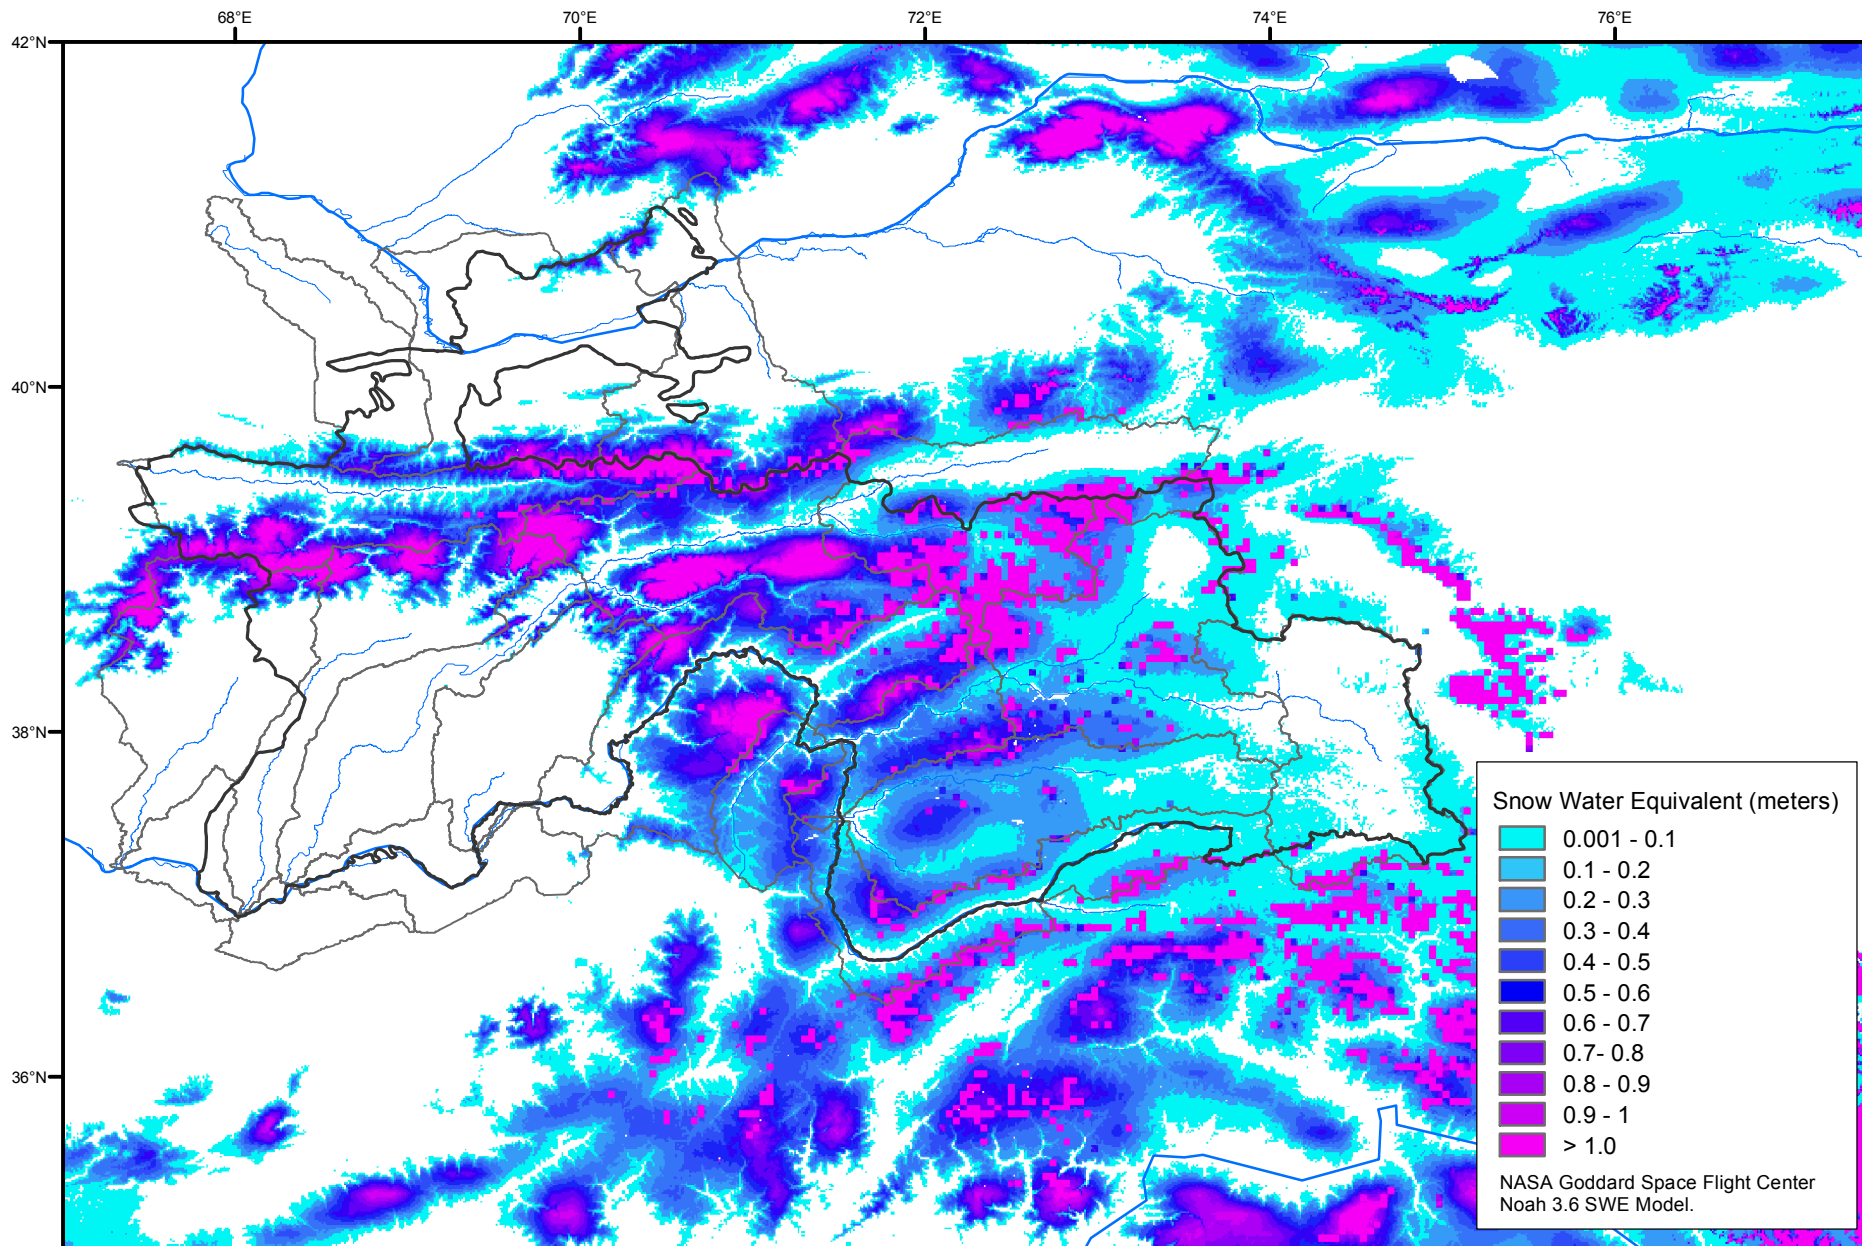 68°E 70°E 72°E 74°E 76°E
42°N
40°N
38°N
36°N
Snow Water Equivalent (meters)
0.001 - 0.1
0.1 - 0.2
0.2 - 0.3
0.3 - 0.4
0.4 - 0.5
0.5 - 0.6
0.6 - 0.7
0.7- 0.8
0.8 - 0.9
0.9 - 1
> 1.0
NASA Goddard Space Flight Center
Noah 3.6 SWE Model.